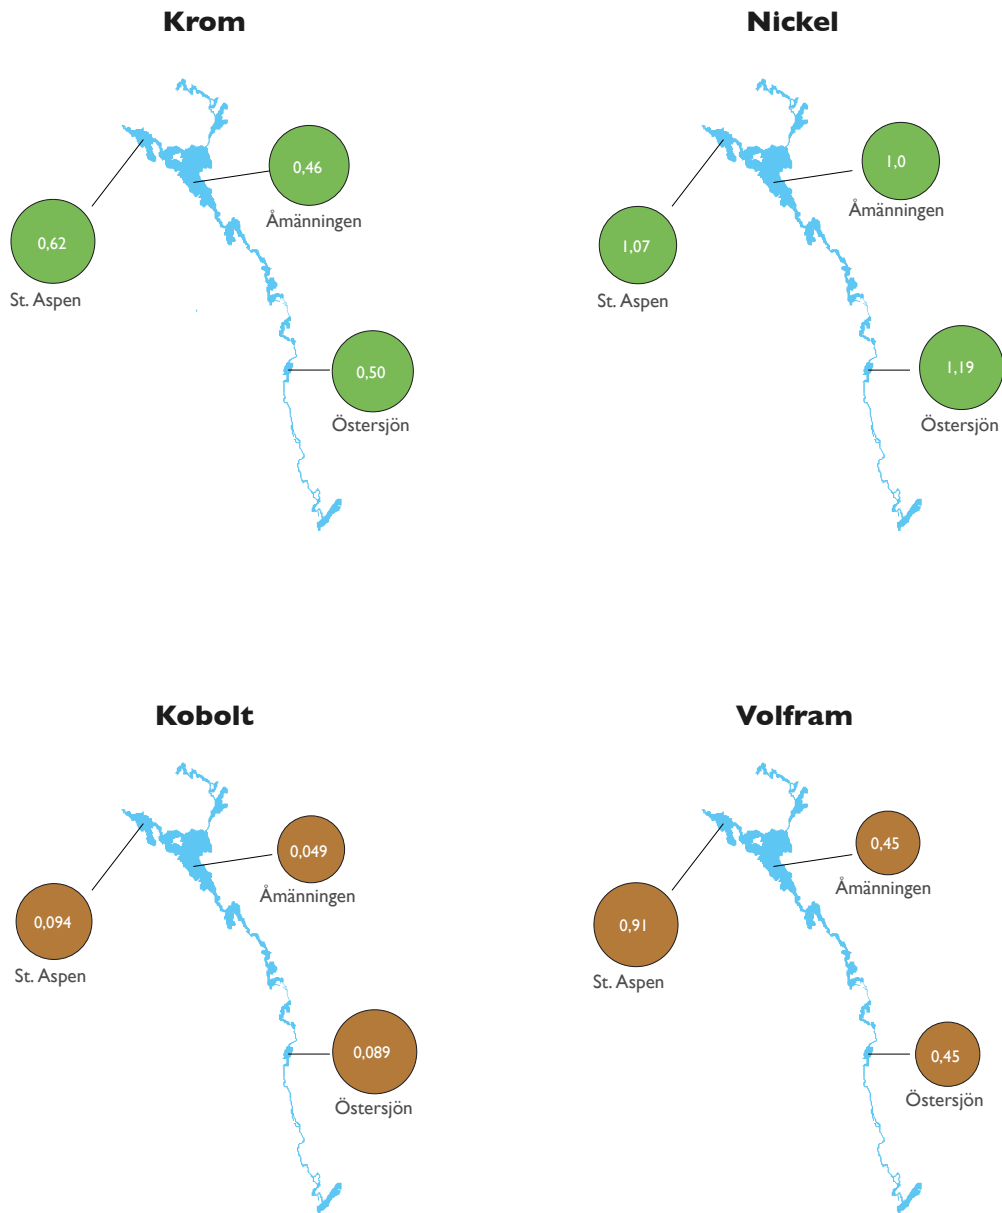 Krom
0,46
Åmänningen
0,62
St. Aspen
0,50
Östersjön
Nickel
1,0
Åmänningen
1,07
St. Aspen
1,19
Östersjön
Kobolt
0,049
Åmänningen
0,094
St. Aspen
0,089
Östersjön
Volfram
0,45
Åmänningen
0,91
St. Aspen
0,45
Östersjön